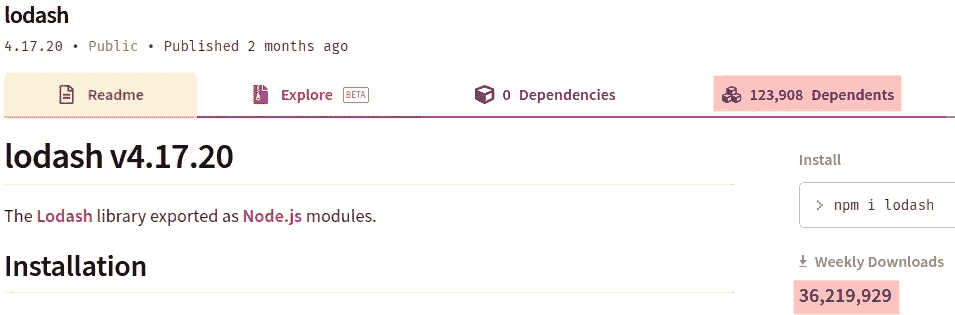 lodash
4.17.20 • Public • Published 2 months ago
Readme
Explore BETA
0 Dependencies
123,908 Dependents
lodash v4.17.20
The Lodash library exported as Node.js modules.
Installation
Install
> npm i lodash
Weekly Downloads
36,219,929